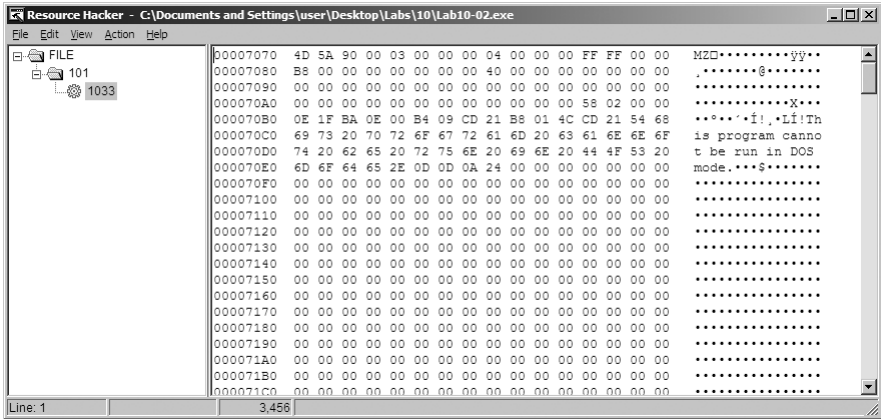 Resource Hacker - C:\Documents and Settings\user\Desktop\Labs\10\Lab10-02.exe
File Edit View Action Help
FILE
101
1033
00007070 4D 5A 90 00 03 00 00 00 04 00 00 00 FF FF 00 00 MZ□•••••••••ÿÿ••
00007080 B8 00 00 00 00 00 00 00 40 00 00 00 00 00 00 00 ¸•••••••@•••••••
00007090 00 00 00 00 00 00 00 00 00 00 00 00 00 00 00 00 ••••••••••••••••
000070A0 00 00 00 00 00 00 00 00 00 00 00 00 58 02 00 00 ••••••••••••X•••
000070B0 0E 1F BA 0E 00 B4 09 CD 21 B8 01 4C CD 21 54 68 ••º••´•Í!¸•LÍ!Th
000070C0 69 73 20 70 72 6F 67 72 61 6D 20 63 61 6E 6E 6F is program canno
000070D0 74 20 62 65 20 72 75 6E 20 69 6E 20 44 4F 53 20 t be run in DOS
000070E0 6D 6F 64 65 2E 0D 0D 0A 24 00 00 00 00 00 00 00 mode.•••$•••••••
000070F0 00 00 00 00 00 00 00 00 00 00 00 00 00 00 00 00 ••••••••••••••••
00007100 00 00 00 00 00 00 00 00 00 00 00 00 00 00 00 00 ••••••••••••••••
00007110 00 00 00 00 00 00 00 00 00 00 00 00 00 00 00 00 ••••••••••••••••
00007120 00 00 00 00 00 00 00 00 00 00 00 00 00 00 00 00 ••••••••••••••••
00007130 00 00 00 00 00 00 00 00 00 00 00 00 00 00 00 00 ••••••••••••••••
00007140 00 00 00 00 00 00 00 00 00 00 00 00 00 00 00 00 ••••••••••••••••
00007150 00 00 00 00 00 00 00 00 00 00 00 00 00 00 00 00 ••••••••••••••••
00007160 00 00 00 00 00 00 00 00 00 00 00 00 00 00 00 00 ••••••••••••••••
00007170 00 00 00 00 00 00 00 00 00 00 00 00 00 00 00 00 ••••••••••••••••
00007180 00 00 00 00 00 00 00 00 00 00 00 00 00 00 00 00 ••••••••••••••••
00007190 00 00 00 00 00 00 00 00 00 00 00 00 00 00 00 00 ••••••••••••••••
000071A0 00 00 00 00 00 00 00 00 00 00 00 00 00 00 00 00 ••••••••••••••••
000071B0 00 00 00 00 00 00 00 00 00 00 00 00 00 00 00 00 ••••••••••••••••
000071C0 00 00 00 00 00 00 00 00 00 00 00 00 00 00 00 00 ••••••••••••••••
Line: 1 3,456